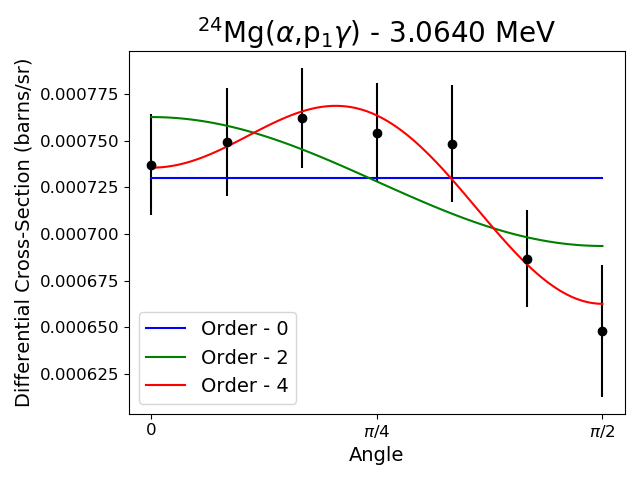 ²⁴Mg(α,p₁γ) - 3.0640 MeV
Differential Cross-Section (barns/sr)
0.000775
0.000750
0.000725
0.000700
0.000675
0.000650
0.000625
Order - 0
Order - 2
Order - 4
0 π/4 π/2
Angle